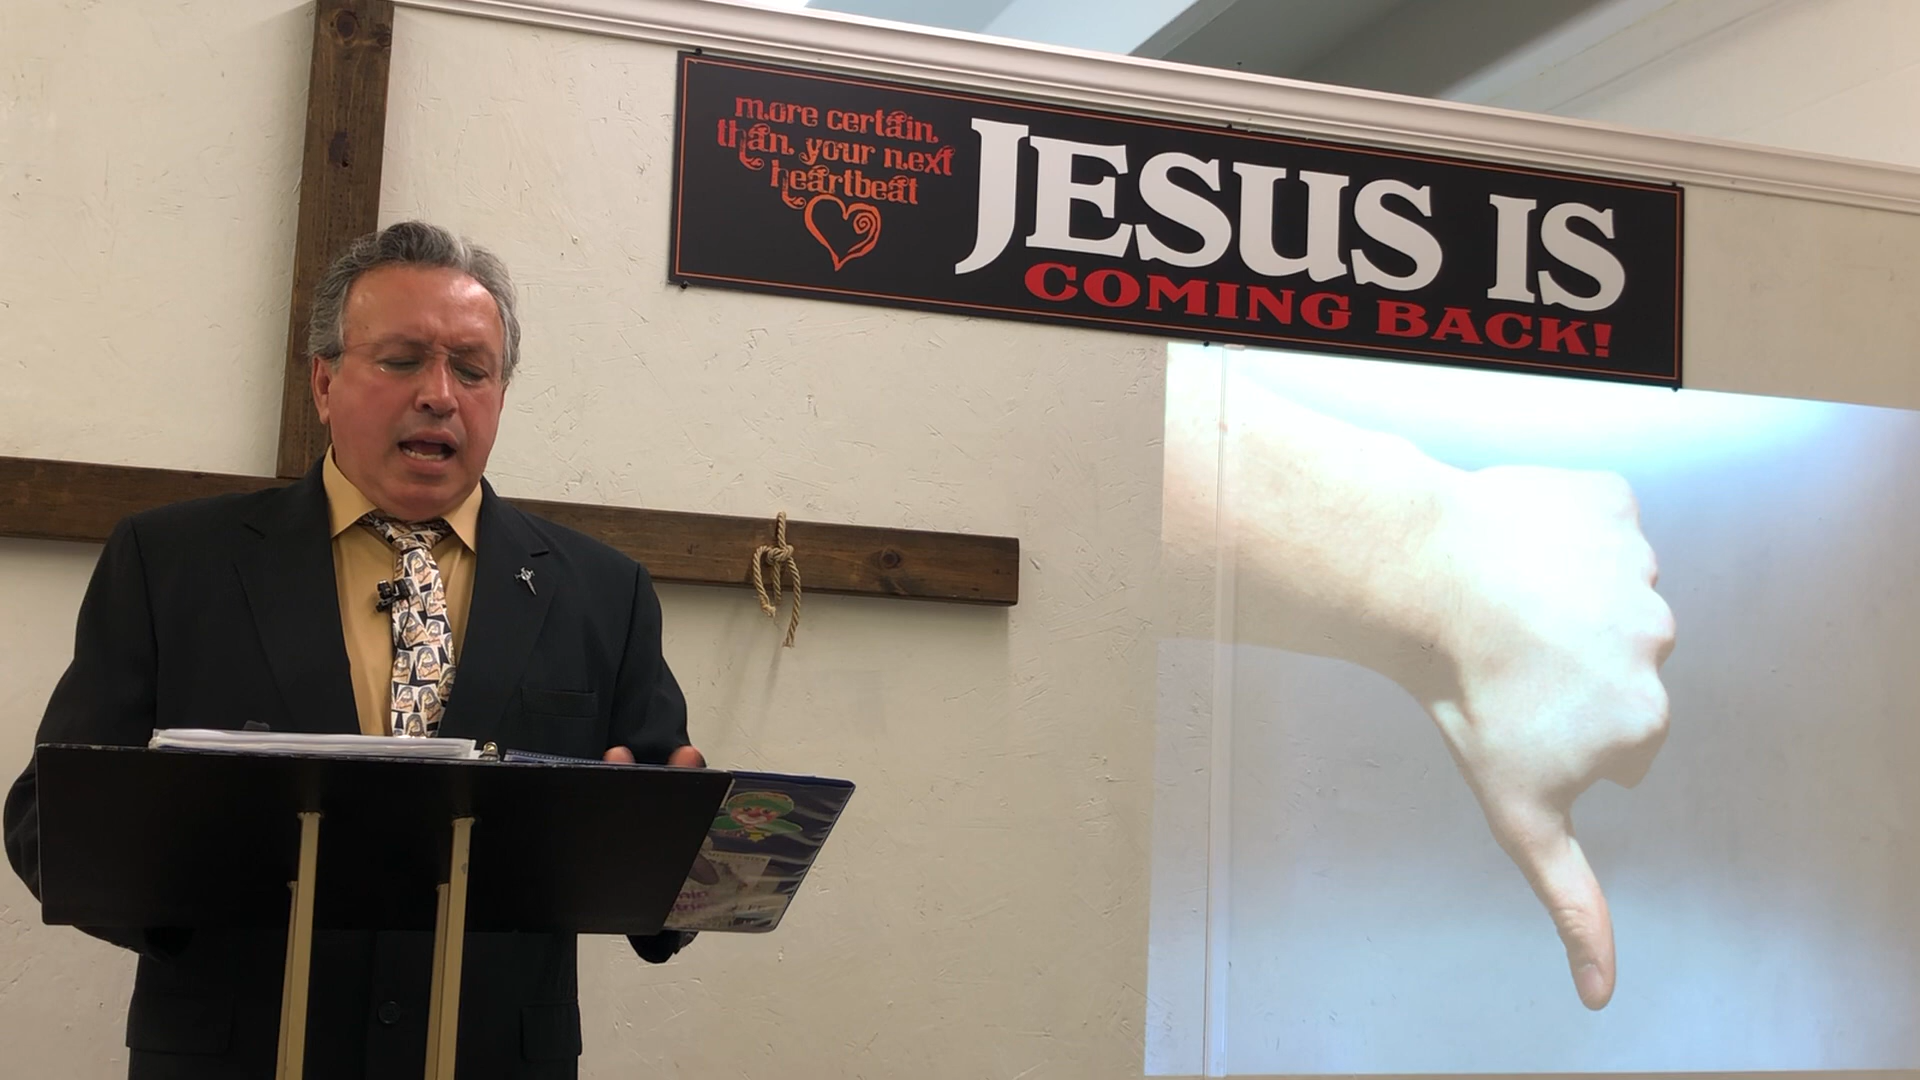 more certain
than your next
heartbeat
JESUS IS
COMING BACK!